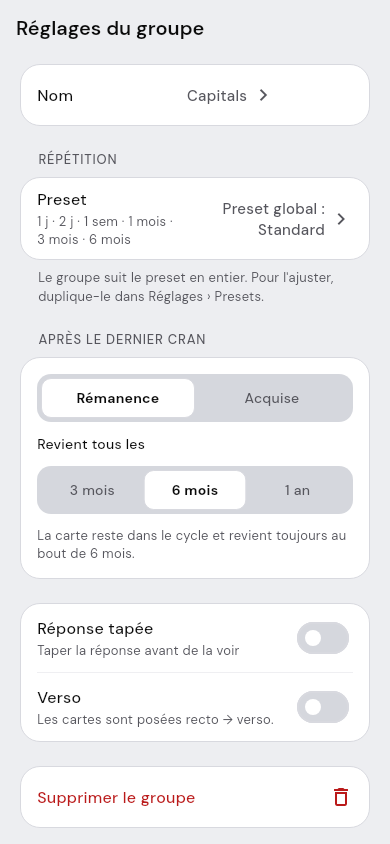 Réglages du groupe
Nom
Capitals
RÉPÉTITION
Preset
1 j · 2 j · 1 sem · 1 mois ·
3 mois · 6 mois
Preset global :
Standard
Le groupe suit le preset en entier. Pour l'ajuster,
duplique-le dans Réglages › Presets.
APRÈS LE DERNIER CRAN
Rémanence
Acquise
Revient tous les
3 mois
6 mois
1 an
La carte reste dans le cycle et revient toujours au
bout de 6 mois.
Réponse tapée
Taper la réponse avant de la voir
Verso
Les cartes sont posées recto → verso.
Supprimer le groupe